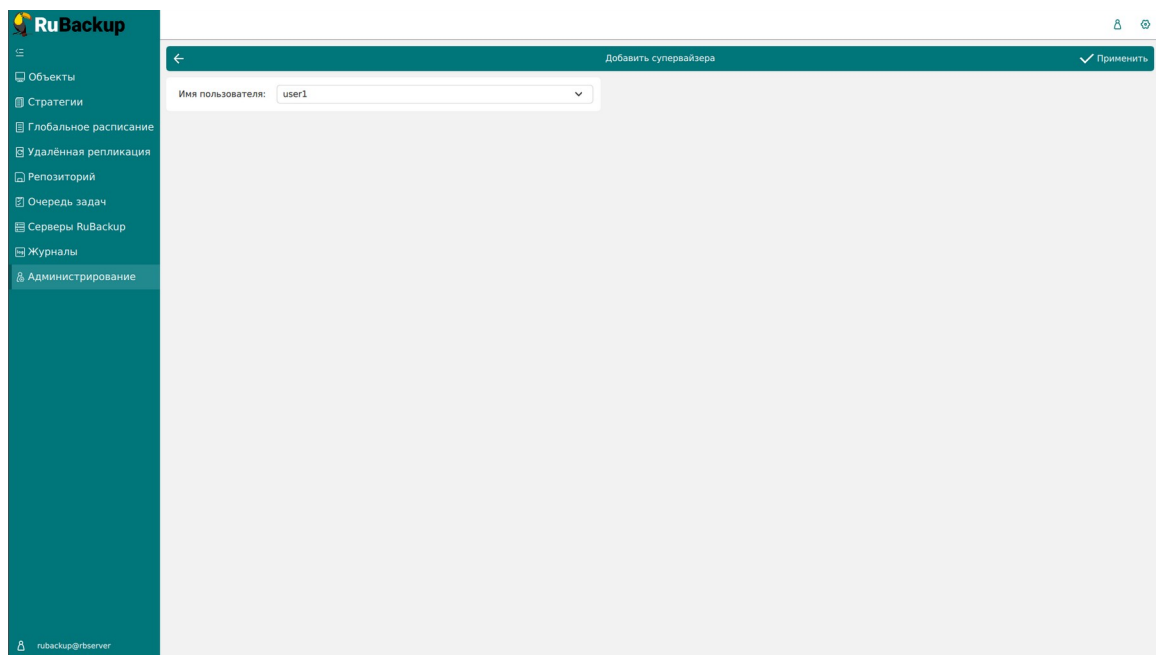 RuBackup
Добавить супервайзера
Применить
Имя пользователя: user1
Объекты
Стратегии
Глобальное расписание
Удалённая репликация
Репозиторий
Очередь задач
Серверы RuBackup
Журналы
Администрирование
rubackup@rbserver